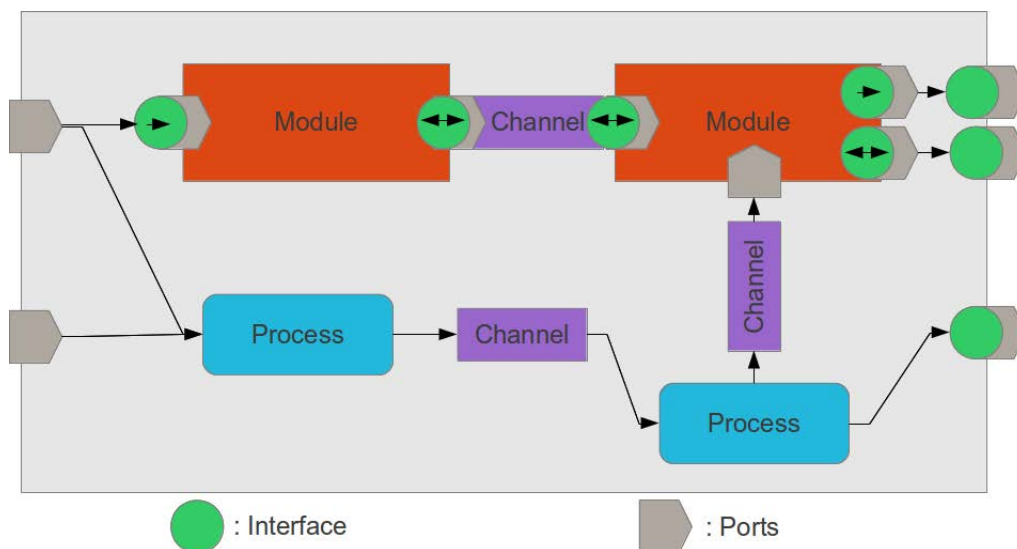 Module
Channel
Module
Channel
Process
Channel
Process
: Interface
: Ports